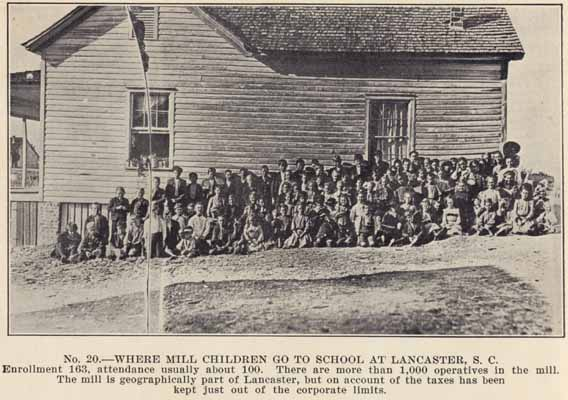 No. 20.—WHERE MILL CHILDREN GO TO SCHOOL AT LANCASTER, S. C.
Enrollment 163, attendance usually about 100. There are more than 1,000 operatives in the mill.
The mill is geographically part of Lancaster, but on account of the taxes has been
kept just out of the corporate limits.